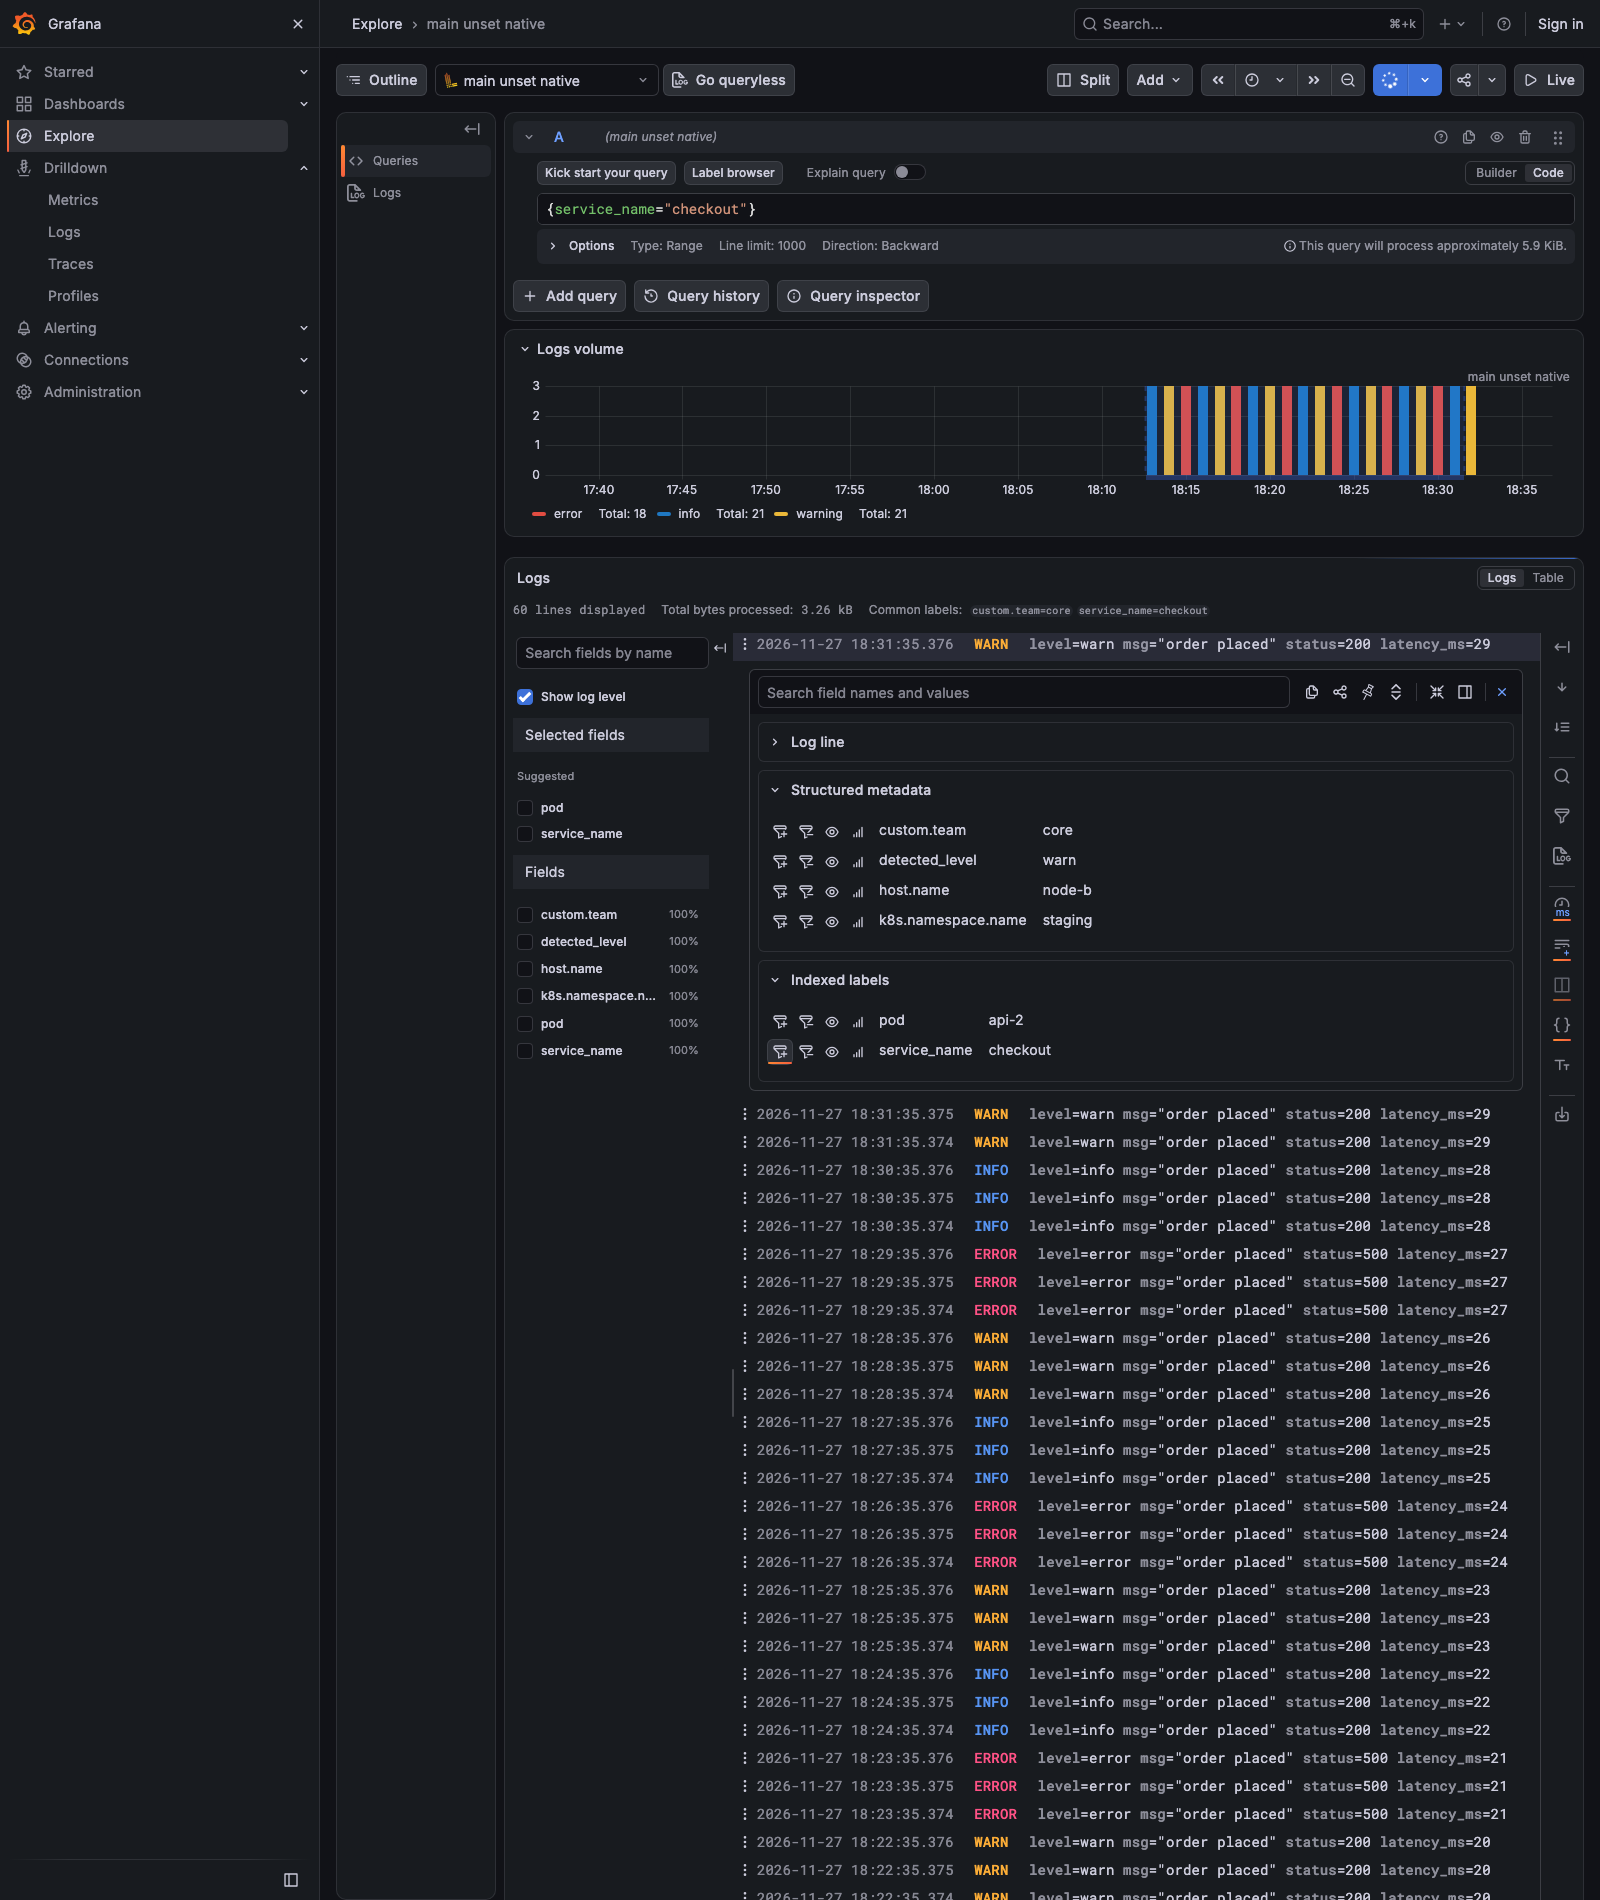 Grafana
Explore › main unset native
Search...
⌘+k
Sign in
Starred
Dashboards
Explore
Drilldown
Metrics
Logs
Traces
Profiles
Alerting
Connections
Administration
Outline
main unset native
Go queryless
Split
Add
Live
Queries
Logs
A (main unset native)
Kick start your query
Label browser
Explain query
Builder
Code
{service_name="checkout"}
Options Type: Range Line limit: 1000 Direction: Backward
This query will process approximately 5.9 KiB.
Add query
Query history
Query inspector
Logs volume
main unset native
3
2
1
0
17:40 17:45 17:50 17:55 18:00 18:05 18:10 18:15 18:20 18:25 18:30 18:35
error Total: 18 info Total: 21 warning Total: 21
Logs
Logs Table
60 lines displayed Total bytes processed: 3.26 kB Common labels: custom.team=core service_name=checkout
Search fields by name
Show log level
Selected fields
Suggested
pod
service_name
Fields
custom.team 100%
detected_level 100%
host.name 100%
k8s.namespace.n... 100%
pod 100%
service_name 100%
2026-11-27 18:31:35.376 WARN level=warn msg="order placed" status=200 latency_ms=29
Search field names and values
Log line
Structured metadata
custom.team core
detected_level warn
host.name node-b
k8s.namespace.name staging
Indexed labels
pod api-2
service_name checkout
2026-11-27 18:31:35.375 WARN level=warn msg="order placed" status=200 latency_ms=29
2026-11-27 18:31:35.374 WARN level=warn msg="order placed" status=200 latency_ms=29
2026-11-27 18:30:35.376 INFO level=info msg="order placed" status=200 latency_ms=28
2026-11-27 18:30:35.375 INFO level=info msg="order placed" status=200 latency_ms=28
2026-11-27 18:30:35.374 INFO level=info msg="order placed" status=200 latency_ms=28
2026-11-27 18:29:35.376 ERROR level=error msg="order placed" status=500 latency_ms=27
2026-11-27 18:29:35.375 ERROR level=error msg="order placed" status=500 latency_ms=27
2026-11-27 18:29:35.374 ERROR level=error msg="order placed" status=500 latency_ms=27
2026-11-27 18:28:35.376 WARN level=warn msg="order placed" status=200 latency_ms=26
2026-11-27 18:28:35.375 WARN level=warn msg="order placed" status=200 latency_ms=26
2026-11-27 18:28:35.374 WARN level=warn msg="order placed" status=200 latency_ms=26
2026-11-27 18:27:35.376 INFO level=info msg="order placed" status=200 latency_ms=25
2026-11-27 18:27:35.375 INFO level=info msg="order placed" status=200 latency_ms=25
2026-11-27 18:27:35.374 INFO level=info msg="order placed" status=200 latency_ms=25
2026-11-27 18:26:35.376 ERROR level=error msg="order placed" status=500 latency_ms=24
2026-11-27 18:26:35.375 ERROR level=error msg="order placed" status=500 latency_ms=24
2026-11-27 18:26:35.374 ERROR level=error msg="order placed" status=500 latency_ms=24
2026-11-27 18:25:35.376 WARN level=warn msg="order placed" status=200 latency_ms=23
2026-11-27 18:25:35.375 WARN level=warn msg="order placed" status=200 latency_ms=23
2026-11-27 18:25:35.374 WARN level=warn msg="order placed" status=200 latency_ms=23
2026-11-27 18:24:35.376 INFO level=info msg="order placed" status=200 latency_ms=22
2026-11-27 18:24:35.375 INFO level=info msg="order placed" status=200 latency_ms=22
2026-11-27 18:24:35.374 INFO level=info msg="order placed" status=200 latency_ms=22
2026-11-27 18:23:35.376 ERROR level=error msg="order placed" status=500 latency_ms=21
2026-11-27 18:23:35.375 ERROR level=error msg="order placed" status=500 latency_ms=21
2026-11-27 18:23:35.374 ERROR level=error msg="order placed" status=500 latency_ms=21
2026-11-27 18:22:35.376 WARN level=warn msg="order placed" status=200 latency_ms=20
2026-11-27 18:22:35.375 WARN level=warn msg="order placed" status=200 latency_ms=20
2026-11-27 18:22:35.374 WARN level=warn msg="order placed" status=200 latency_ms=20
LOG
ms
{ }